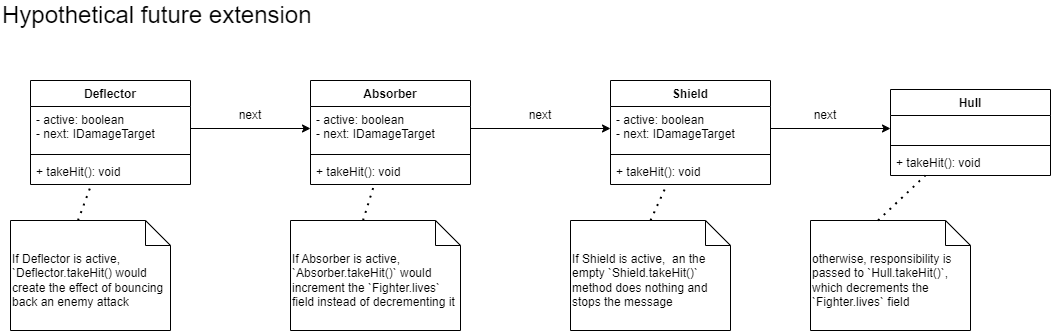 Hypothetical future extension
Deflector
- active: boolean
- next: IDamageTarget
+ takeHit(): void
next
Absorber
- active: boolean
- next: IDamageTarget
+ takeHit(): void
next
Shield
- active: boolean
- next: IDamageTarget
+ takeHit(): void
next
Hull
+ takeHit(): void
If Deflector is active,
`Deflector.takeHit() would
create the effect of bouncing
back an enemy attack
If Absorber is active,
`Absorber.takeHit()` would
increment the `Fighter.lives`
field instead of decrementing it
If Shield is active,  an the
empty `Shield.takeHit()`
method does nothing and
stops the message
otherwise, responsibility is
passed to `Hull.takeHit()`,
which decrements the
`Fighter.lives` field